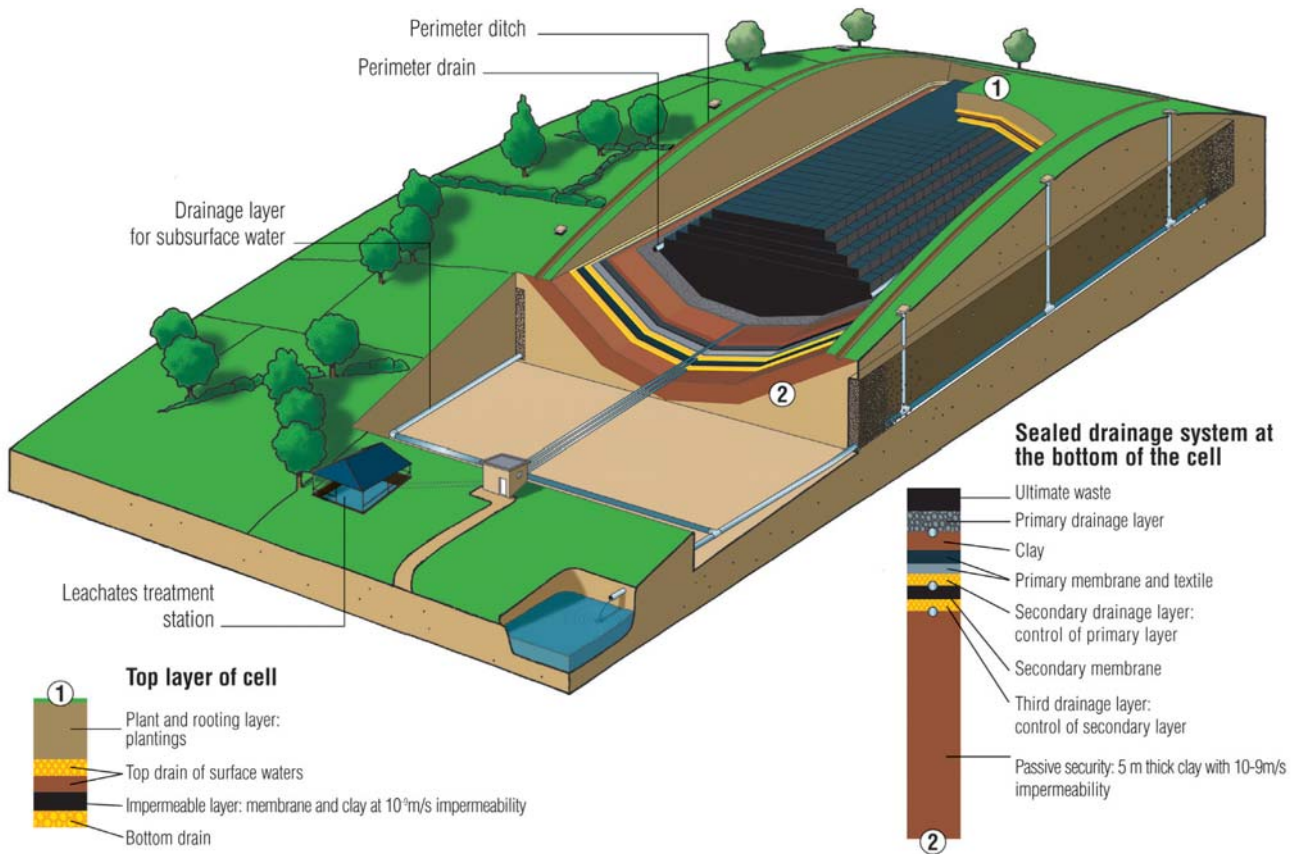 Perimeter ditch
Perimeter drain
Drainage layer
for subsurface water
1
2
Leachates treatment
station
Top layer of cell
1
Plant and rooting layer:
plantings
Top drain of surface waters
Impermeable layer: membrane and clay at 10⁻⁹m/s impermeability
Bottom drain
Sealed drainage system at
the bottom of the cell
Ultimate waste
Primary drainage layer
Clay
Primary membrane and textile
Secondary drainage layer:
control of primary layer
Secondary membrane
Third drainage layer:
control of secondary layer
Passive security: 5 m thick clay with 10-9m/s
impermeability
2